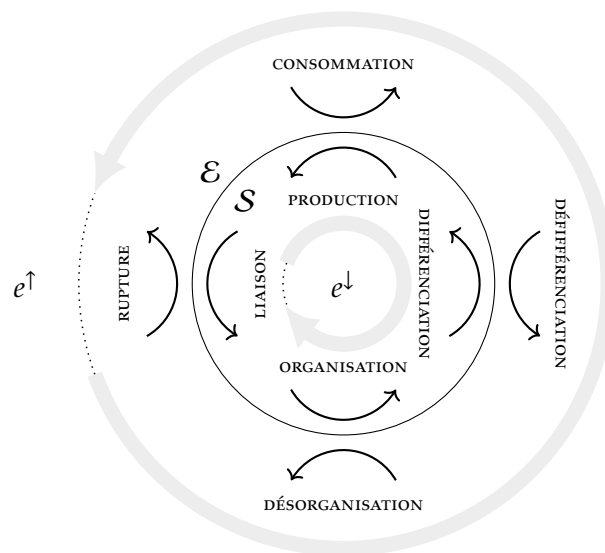 CONSOMMATION
ℰ
𝒮
PRODUCTION
DIFFÉRENCIATION
DÉFIFFÉRENCIATION
RUPTURE
LIAISON
e↑
e↓
ORGANISATION
DÉSORGANISATION